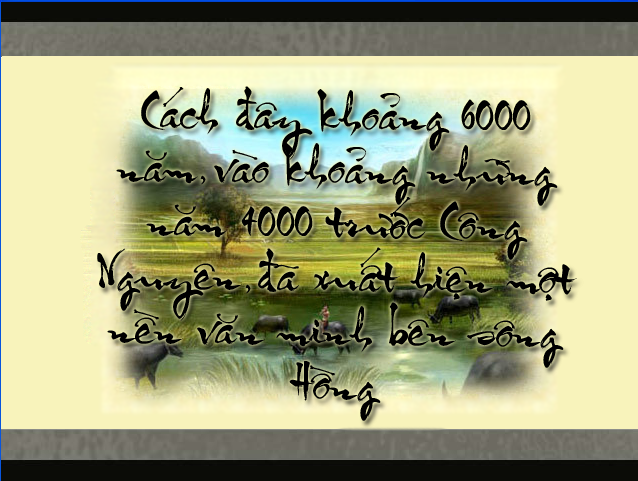 Cách đây khoảng 6000
năm, vào khoảng những
năm 4000 trước Công
Nguyên, đã xuất hiện một
nền văn minh bên sông
Hồng